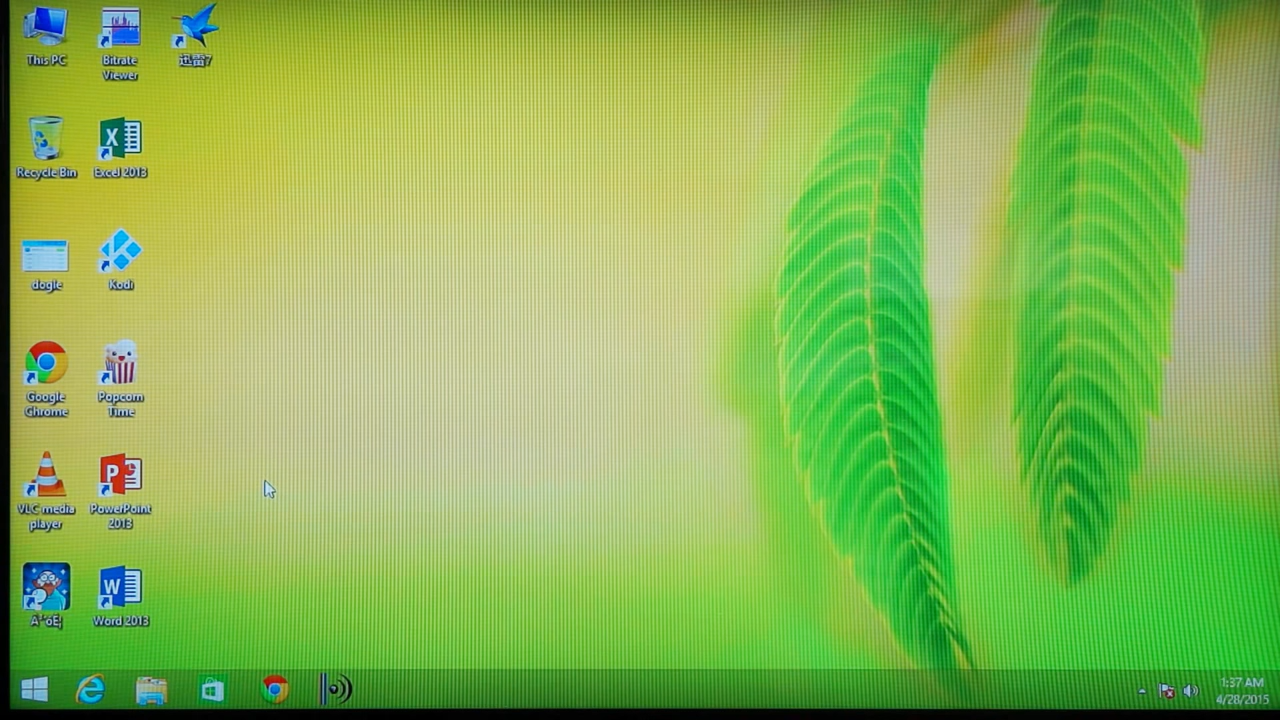 This PC
Bitrate
Viewer
迅雷7
Recycle Bin
Excel 2013
dogle
Kodi
Google
Chrome
Popcorn
Time
VLC media
player
PowerPoint
2013
Word 2013
1:37 AM
4/28/2015